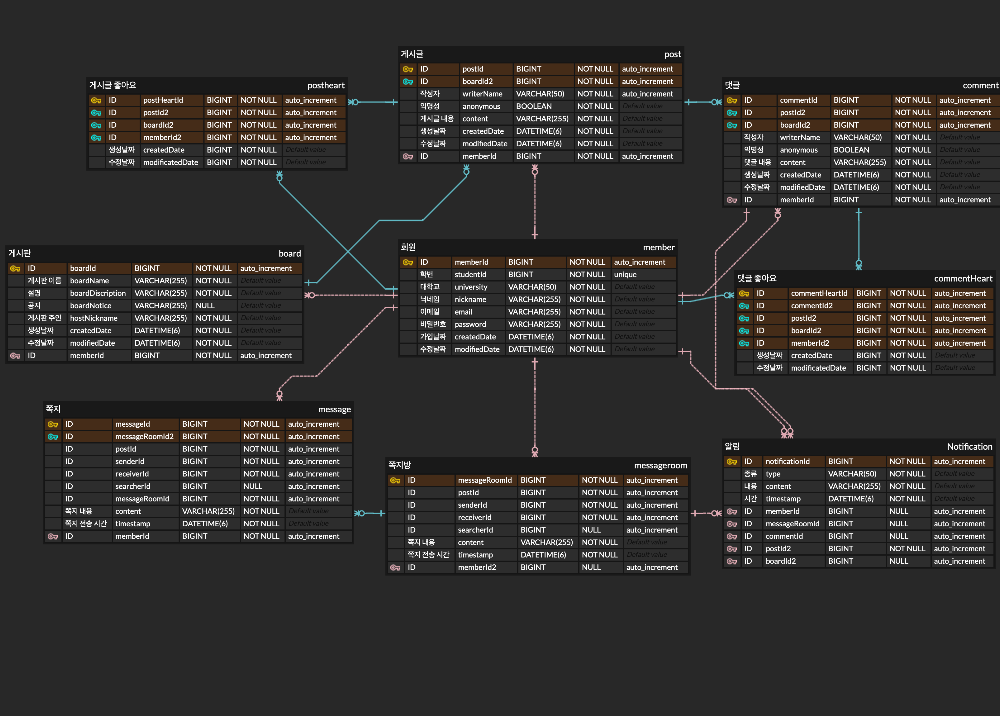 게시글 post
ID postId BIGINT NOT NULL auto_increment
ID boardId2 BIGINT NOT NULL auto_increment
작성자 writerName VARCHAR(50) NOT NULL Default value
익명성 anonymous BOOLEAN NOT NULL Default value
게시글 내용 content VARCHAR(255) NOT NULL Default value
생성날짜 createdDate DATETIME(6) NOT NULL Default value
수정날짜 modifiedDate DATETIME(6) NOT NULL Default value
ID memberId BIGINT NOT NULL auto_increment
게시글 좋아요 postheart
ID postHeartId BIGINT NOT NULL auto_increment
ID postId2 BIGINT NOT NULL auto_increment
ID boardId2 BIGINT NOT NULL auto_increment
ID memberId2 BIGINT NOT NULL auto_increment
생성날짜 createdDate BIGINT NOT NULL Default value
수정날짜 modificatedDate BIGINT NOT NULL Default value
댓글 comment
ID commentId BIGINT NOT NULL auto_increment
ID postId2 BIGINT NOT NULL auto_increment
ID boardId2 BIGINT NOT NULL auto_increment
작성자 writerName VARCHAR(50) NOT NULL Default value
익명성 anonymous BOOLEAN NOT NULL Default value
댓글 내용 content VARCHAR(255) NOT NULL Default value
생성날짜 createdDate DATETIME(6) NOT NULL Default value
수정날짜 modifiedDate DATETIME(6) NOT NULL Default value
ID memberId BIGINT NOT NULL auto_increment
게시판 board
ID boardId BIGINT NOT NULL auto_increment
게시판 이름 boardName VARCHAR(255) NOT NULL Default value
설명 boardDiscription VARCHAR(255) NOT NULL Default value
공지 boardNotice VARCHAR(255) NULL Default value
게시판 주인 hostNickname VARCHAR(255) NOT NULL Default value
생성날짜 createdDate DATETIME(6) NOT NULL Default value
수정날짜 modifiedDate DATETIME(6) NOT NULL Default value
ID memberId BIGINT NOT NULL auto_increment
회원 member
ID memberId BIGINT NOT NULL auto_increment
학번 studentId BIGINT NOT NULL unique
대학교 university VARCHAR(50) NOT NULL Default value
닉네임 nickname VARCHAR(255) NOT NULL Default value
이메일 email VARCHAR(255) NOT NULL Default value
비밀번호 password VARCHAR(255) NOT NULL Default value
가입날짜 createdDate DATETIME(6) NOT NULL Default value
수정날짜 modifiedDate DATETIME(6) NOT NULL Default value
댓글 좋아요 commentHeart
ID commentHeartId BIGINT NOT NULL auto_increment
ID commentId2 BIGINT NOT NULL auto_increment
ID postId2 BIGINT NOT NULL auto_increment
ID boardId2 BIGINT NOT NULL auto_increment
ID memberId2 BIGINT NOT NULL auto_increment
생성날짜 createdDate BIGINT NOT NULL Default value
수정날짜 modificatedDate BIGINT NOT NULL Default value
쪽지 message
ID messageId BIGINT NOT NULL auto_increment
ID messageRoomId2 BIGINT NOT NULL auto_increment
ID postId BIGINT NOT NULL auto_increment
ID senderId BIGINT NOT NULL auto_increment
ID receiverId BIGINT NOT NULL auto_increment
ID searcherId BIGINT NULL auto_increment
ID messageRoomId BIGINT NOT NULL auto_increment
쪽지 내용 content VARCHAR(255) NOT NULL Default value
쪽지 전송 시간 timestamp DATETIME(6) NOT NULL Default value
ID memberId BIGINT NOT NULL auto_increment
쪽지방 messageroom
ID messageRoomId BIGINT NOT NULL auto_increment
ID postId BIGINT NOT NULL auto_increment
ID senderId BIGINT NOT NULL auto_increment
ID receiverId BIGINT NOT NULL auto_increment
ID searcherId BIGINT NULL auto_increment
쪽지 내용 content VARCHAR(255) NOT NULL Default value
쪽지 전송 시간 timestamp DATETIME(6) NOT NULL Default value
ID memberId2 BIGINT NULL auto_increment
알림 Notification
ID notificationId BIGINT NOT NULL auto_increment
종류 type VARCHAR(50) NOT NULL Default value
내용 content VARCHAR(255) NOT NULL Default value
시간 timestamp DATETIME(6) NOT NULL Default value
ID memberId BIGINT NULL auto_increment
ID messageRoomId BIGINT NULL auto_increment
ID commentId BIGINT NULL auto_increment
ID postId2 BIGINT NOT NULL auto_increment
ID boardId2 BIGINT NULL auto_increment